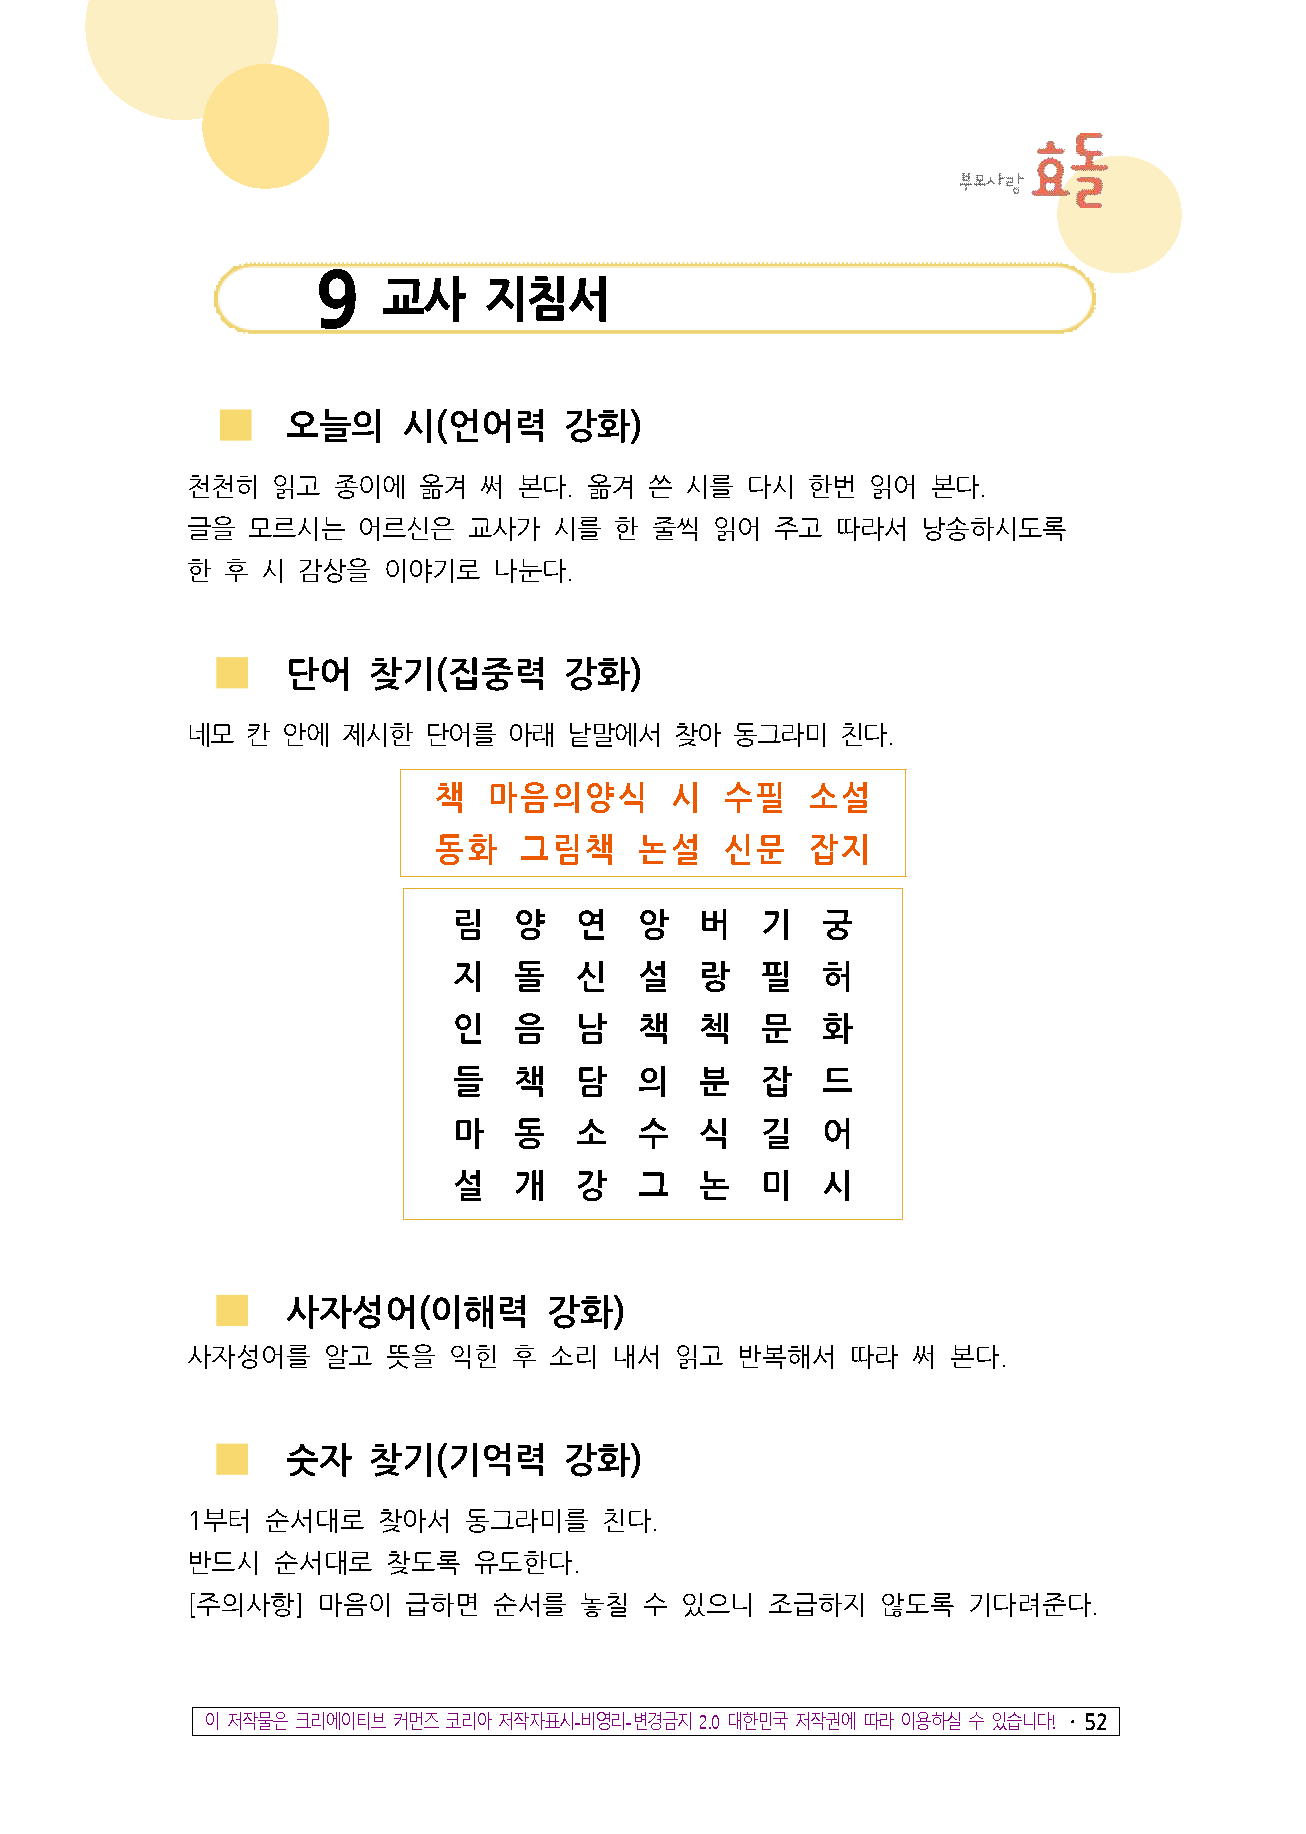 부모사랑 효돌
9 교사 지침서
■ 오늘의 시(언어력 강화)
천천히 읽고 종이에 옮겨 써 본다. 옮겨 쓴 시를 다시 한번 읽어 본다.
글을 모르시는 어르신은 교사가 시를 한 줄씩 읽어 주고 따라서 낭송하시도록
한 후 시 감상을 이야기로 나눈다.
■ 단어 찾기(집중력 강화)
네모 칸 안에 제시한 단어를 아래 낱말에서 찾아 동그라미 친다.
책 마음의양식 시 수필 소설
동화 그림책 논설 신문 잡지
림 양 연 앙 버 기 궁
지 돌 신 설 랑 필 허
인 음 남 책 첵 문 화
들 책 담 의 분 잡 드
마 동 소 수 식 길 어
설 개 강 그 논 미 시
■ 사자성어(이해력 강화)
사자성어를 알고 뜻을 익힌 후 소리 내서 읽고 반복해서 따라 써 본다.
■ 숫자 찾기(기억력 강화)
1부터 순서대로 찾아서 동그라미를 친다.
반드시 순서대로 찾도록 유도한다.
[주의사항] 마음이 급하면 순서를 놓칠 수 있으니 조급하지 않도록 기다려준다.
이 저작물은 크리에이티브 커먼즈 코리아 저작자표시-비영리-변경금지 2.0 대한민국 저작권에 따라 이용하실 수 있습니다! · 52